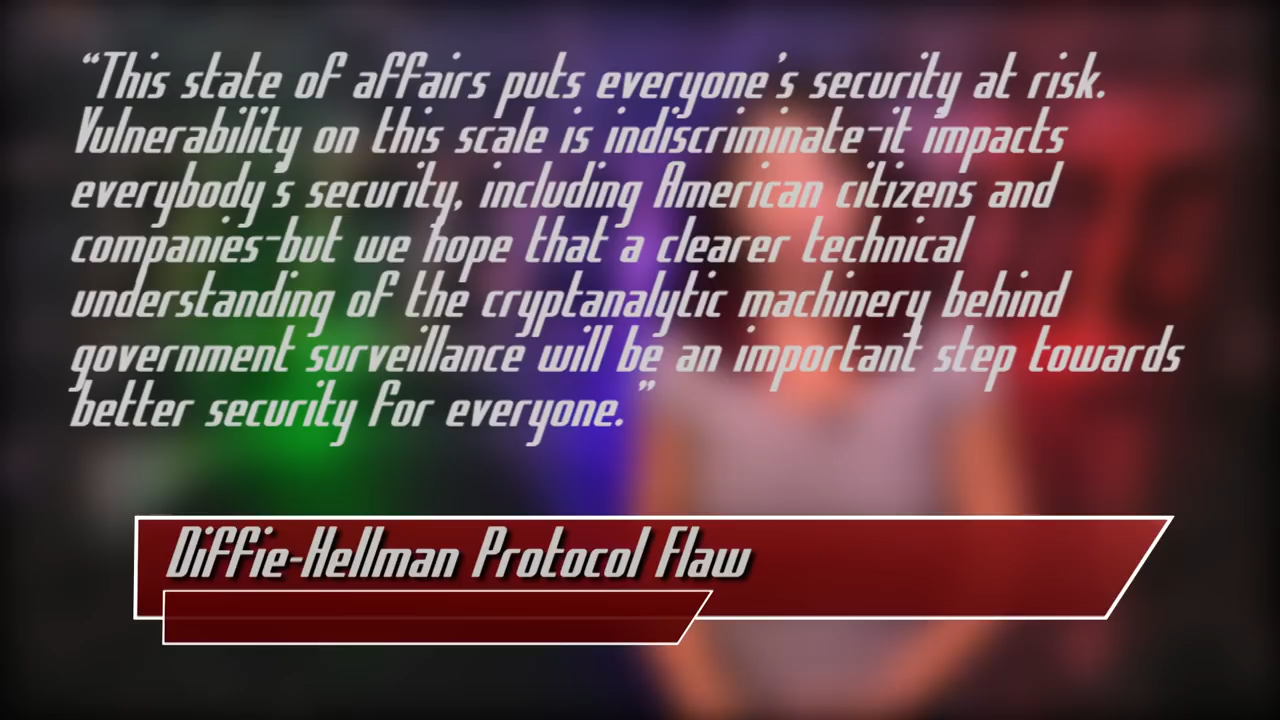 “This state of affairs puts everyone’s security at risk.
Vulnerability on this scale is indiscriminate-it impacts
everybody’s security, including American citizens and
companies-but we hope that a clearer technical
understanding of the cryptanalytic machinery behind
government surveillance will be an important step towards
better security for everyone.”
Diffie-Hellman Protocol Flaw